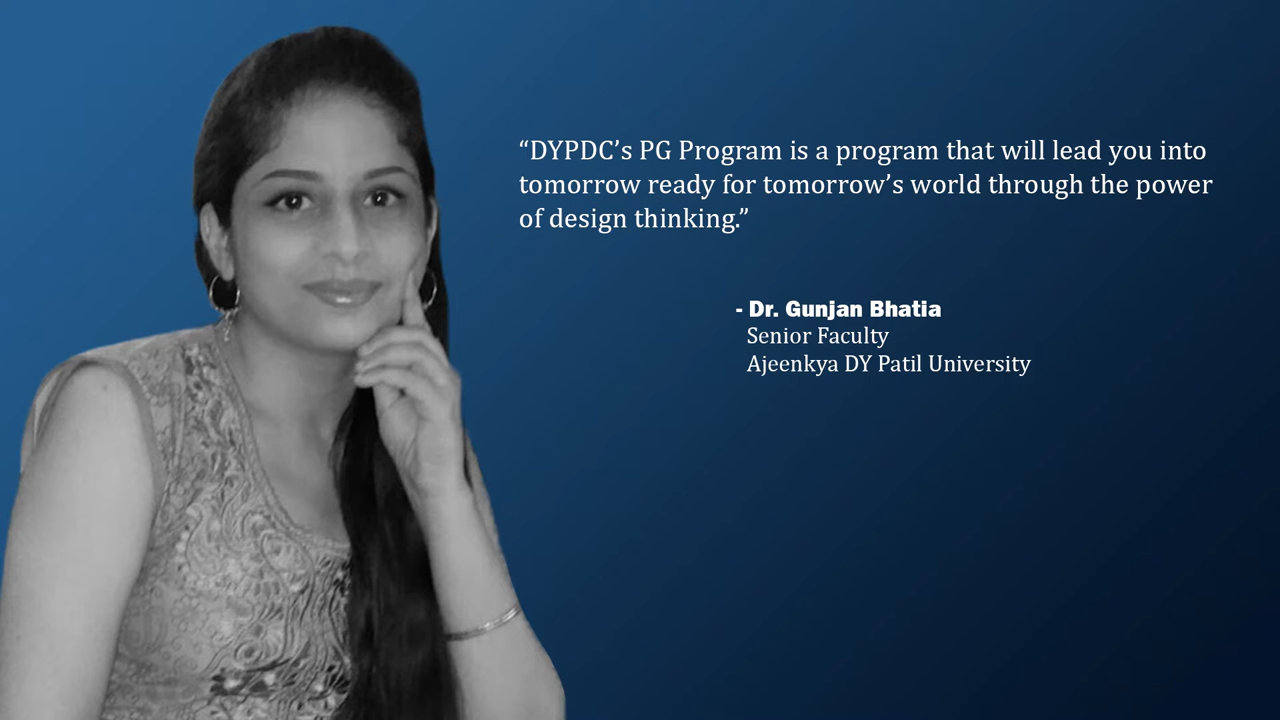 “DYPDC’s PG Program is a program that will lead you into
tomorrow ready for tomorrow’s world through the power
of design thinking.”
- Dr. Gunjan Bhatia
Senior Faculty
Ajeenkya DY Patil University